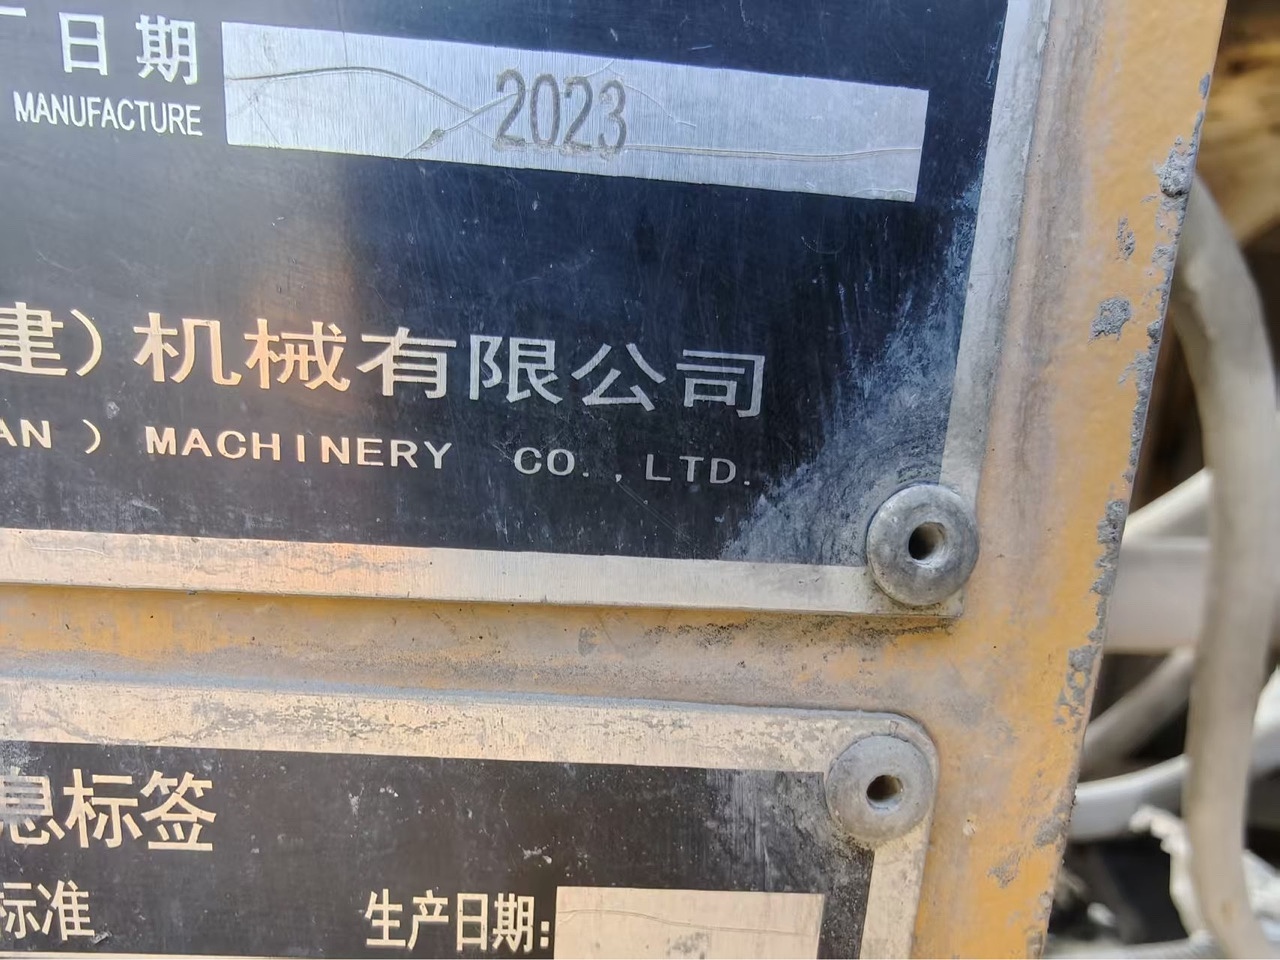 日期
MANUFACTURE 2023
建）机械有限公司
AN ) MACHINERY CO.,LTD.
息标签
标准 生产日期: